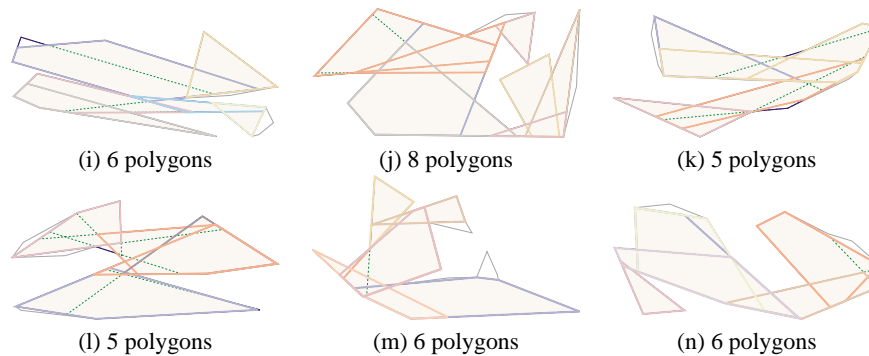 (i) 6 polygons
(j) 8 polygons
(k) 5 polygons
(l) 5 polygons
(m) 6 polygons
(n) 6 polygons